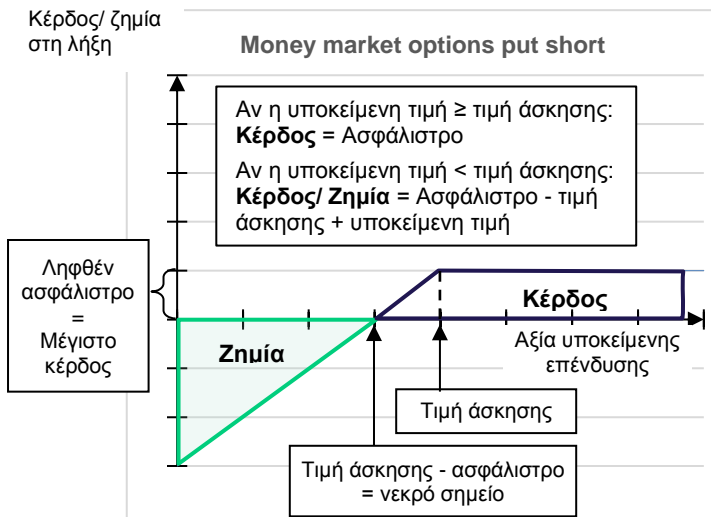 Κέρδος/ ζημία
στη λήξη
Money market options put short
Αν η υποκείμενη τιμή ≥ τιμή άσκησης:
Κέρδος = Ασφάλιστρο
Αν η υποκείμενη τιμή < τιμή άσκησης:
Κέρδος/ Ζημία = Ασφάλιστρο - τιμή
άσκησης + υποκείμενη τιμή
Ληφθέν
ασφάλιστρο
=
Μέγιστο
κέρδος
Κέρδος
Ζημία
Αξία υποκείμενης
επένδυσης
Τιμή άσκησης
Τιμή άσκησης - ασφάλιστρο
= νεκρό σημείο